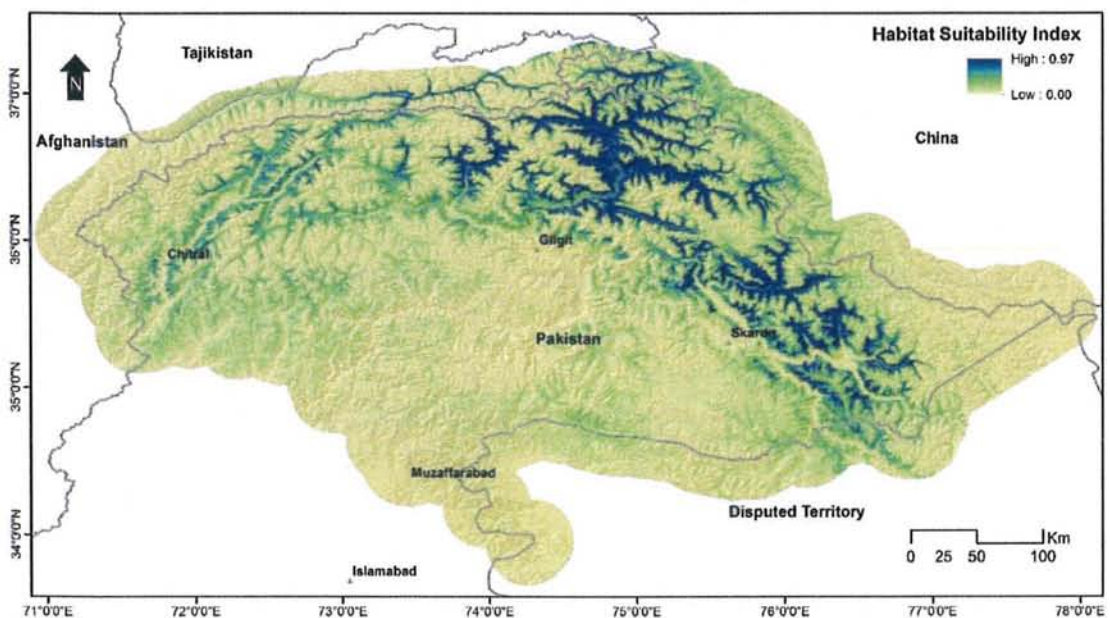 Habitat Suitability Index
High : 0.97
Low : 0.00
Tajikistan
N
Afghanistan
China
Chitral
Gilgit
Pakistan
Skardu
Muzaffarabad
Disputed Territory
Islamabad
Km
0 25 50 100
37°0'0"N
36°0'0"N
35°0'0"N
34°0'0"N
71°0'0"E 72°0'0"E 73°0'0"E 74°0'0"E 75°0'0"E 76°0'0"E 77°0'0"E 78°0'0"E